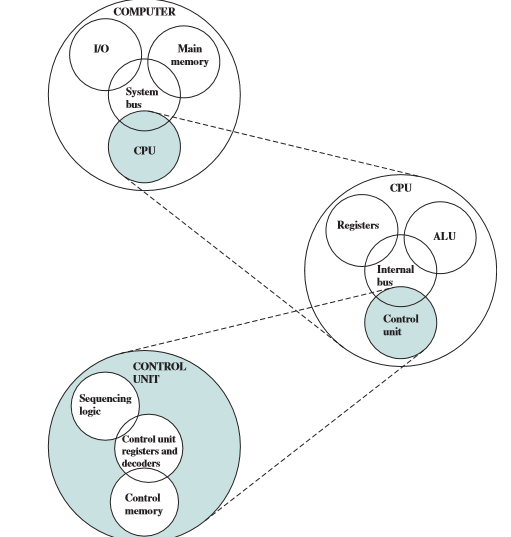 COMPUTER
I/O
Main
memory
System
bus
CPU
CPU
Registers
ALU
Internal
bus
Control
unit
CONTROL
UNIT
Sequencing
logic
Control unit
registers and
decoders
Control
memory